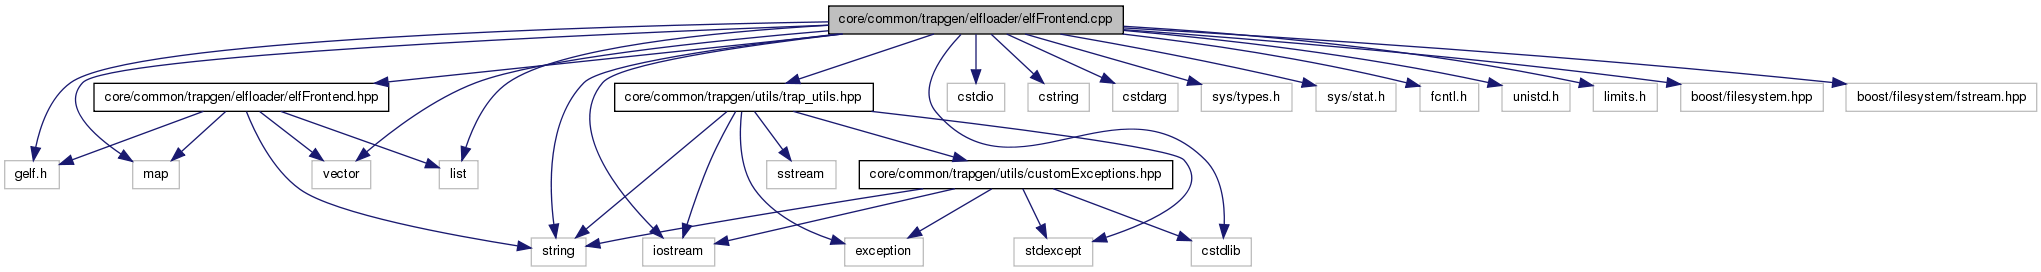 core/common/trapgen/elfloader/elfFrontend.cpp
core/common/trapgen/elfloader/elfFrontend.hpp
core/common/trapgen/utils/trap_utils.hpp
cstdio
cstring
cstdarg
sys/types.h
sys/stat.h
fcntl.h
unistd.h
limits.h
boost/filesystem.hpp
boost/filesystem/fstream.hpp
gelf.h
map
vector
list
sstream
core/common/trapgen/utils/customExceptions.hpp
string
iostream
exception
stdexcept
cstdlib